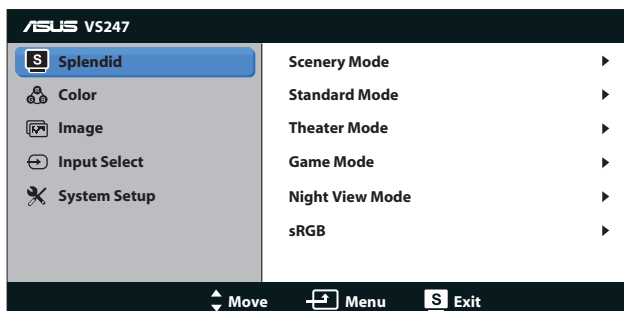 ASUS VS247
S Splendid
Color
Image
Input Select
System Setup
Scenery Mode
Standard Mode
Theater Mode
Game Mode
Night View Mode
sRGB
Move Menu S Exit